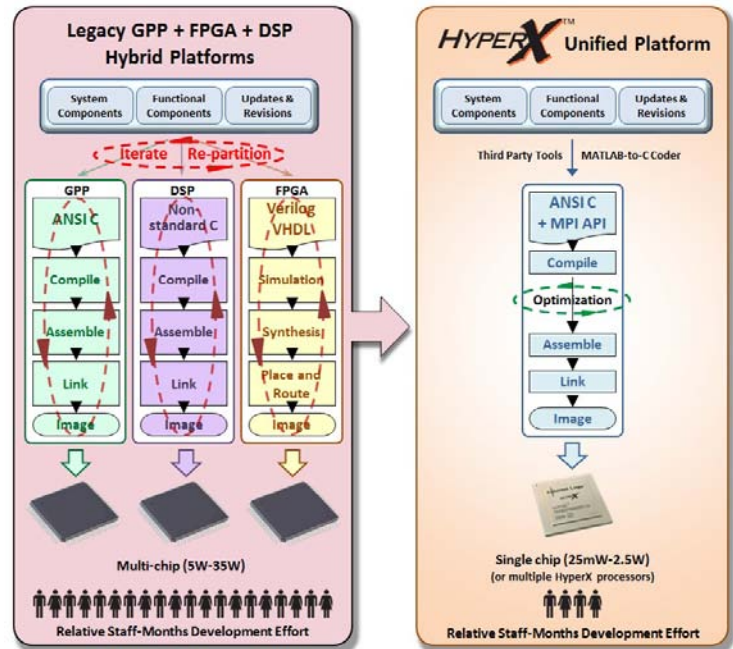 Legacy GPP + FPGA + DSP
Hybrid Platforms
System
Components
Functional
Components
Updates &
Revisions
Iterate
Re-partition
GPP
ANSI C
Compile
Assemble
Link
Image
DSP
Non-
standard C
Compile
Assemble
Link
Image
FPGA
Verilog
VHDL
Simulation
Synthesis
Place and
Route
Image
Multi-chip (5W-35W)
Relative Staff-Months Development Effort
HYPERX™ Unified Platform
System
Components
Functional
Components
Updates &
Revisions
Third Party Tools
MATLAB-to-C Coder
ANSI C
+ MPI API
Compile
Optimization
Assemble
Link
Image
Single chip (25mW-2.5W)
(or multiple HyperX processors)
Relative Staff-Months Development Effort